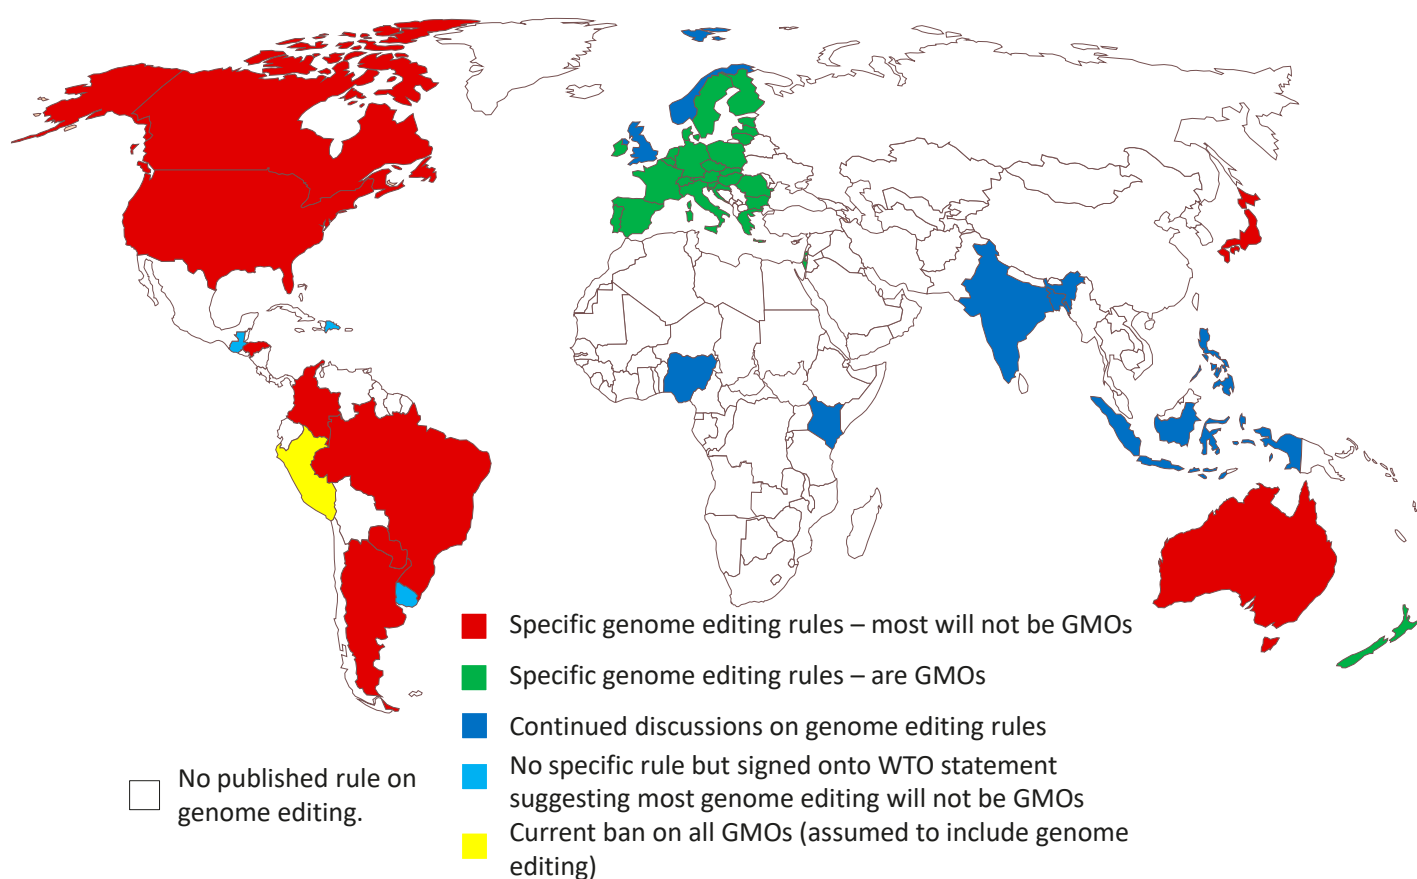 Specific genome editing rules – most will not be GMOs
Specific genome editing rules – are GMOs
Continued discussions on genome editing rules
No specific rule but signed onto WTO statement
suggesting most genome editing will not be GMOs
Current ban on all GMOs (assumed to include genome
editing)
No published rule on
genome editing.